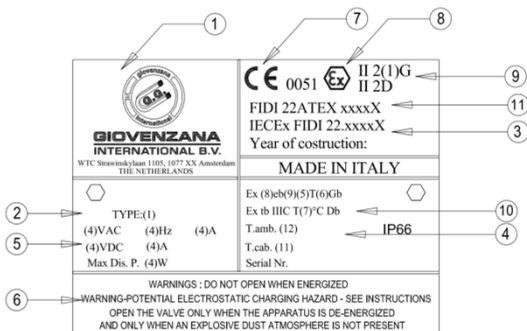 1
7
8
giovenzana
G.G.
international
GIOVENZANA
INTERNATIONAL B.V.
WTC Strawinskylaan 1105, 1077 XX Amsterdam
THE NETHERLANDS
CE 0051 Ex II 2(1)G
II 2D
9
FIDI 22ATEX xxxxX
11
IECEx FIDI 22.xxxxX
3
Year of costruction:
MADE IN ITALY
2
TYPE:(1)
5
(4)VAC (4)Hz (4)A
(4)VDC (4)A
Max Dis. P. (4)W
Ex (8)eb(9)(5)T(6)Gb
Ex tb IIIC T(7)°C Db
10
T.amb. (12) IP66
4
T.cab. (11)
Serial Nr.
WARNINGS : DO NOT OPEN WHEN ENERGIZED
6
WARNING-POTENTIAL ELECTROSTATIC CHARGING HAZARD - SEE INSTRUCTIONS
OPEN THE VALVE ONLY WHEN THE APPARATUS IS DE-ENERGIZED
AND ONLY WHEN AN EXPLOSIVE DUST ATMOSPHERE IS NOT PRESENT